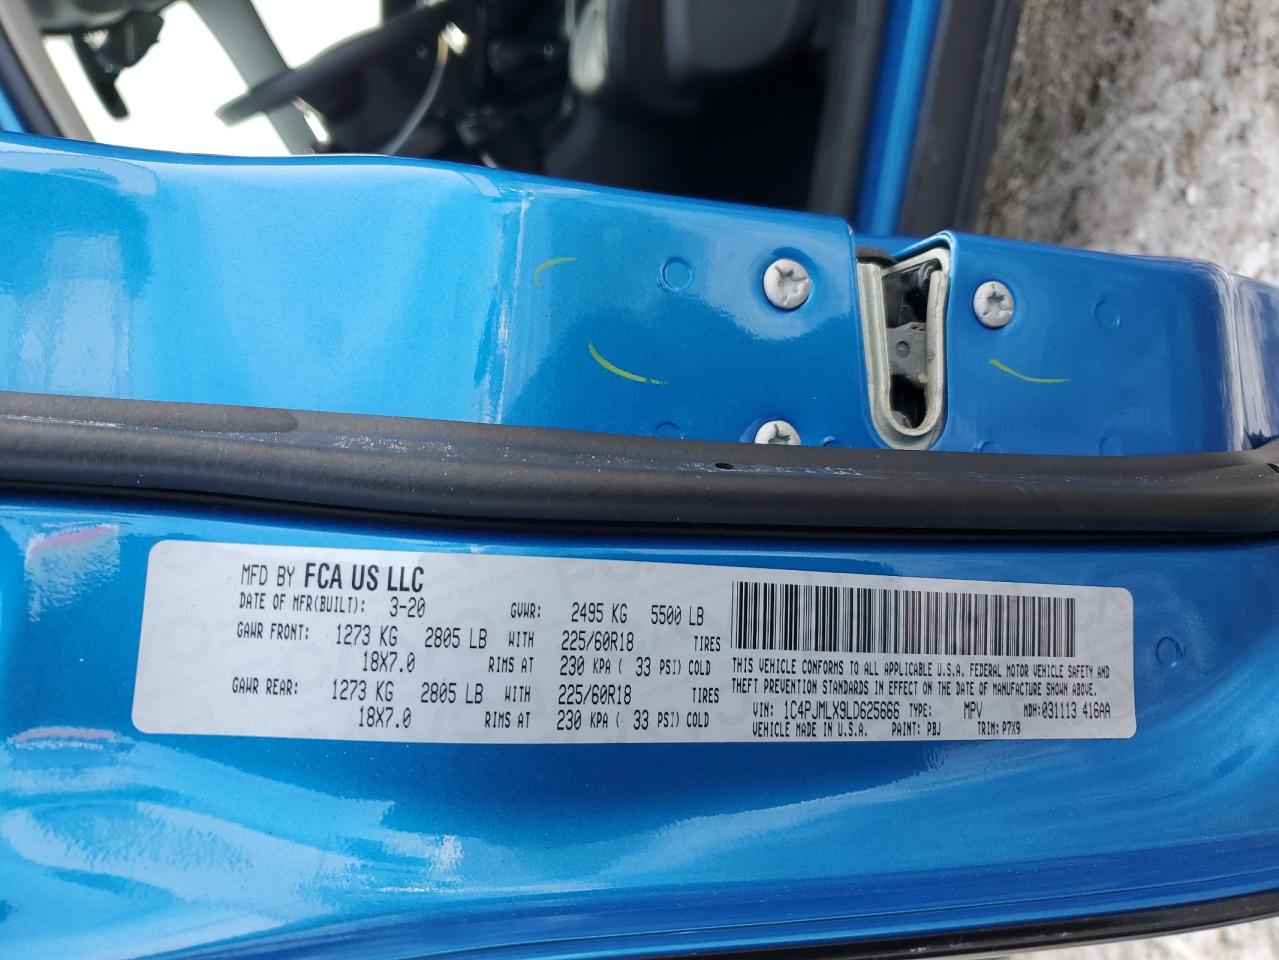 MFD BY FCA US LLC
DATE OF MFR(BUILT): 3-20 GVWR: 2495 KG 5500 LB
GAWR FRONT: 1273 KG 2805 LB WITH 225/60R18 TIRES
18X7.0 RIMS AT 230 KPA ( 33 PSI) COLD
GAWR REAR: 1273 KG 2805 LB WITH 225/60R18 TIRES
18X7.0 RIMS AT 230 KPA ( 33 PSI) COLD
THIS VEHICLE CONFORMS TO ALL APPLICABLE U.S.A. FEDERAL MOTOR VEHICLE SAFETY AND
THEFT PREVENTION STANDARDS IN EFFECT ON THE DATE OF MANUFACTURE SHOWN ABOVE.
VIN: 1C4PJMLX9LD625666 TYPE: MPV MDH:031113 416AA
VEHICLE MADE IN U.S.A. PAINT: PBJ TRIM: P7X9